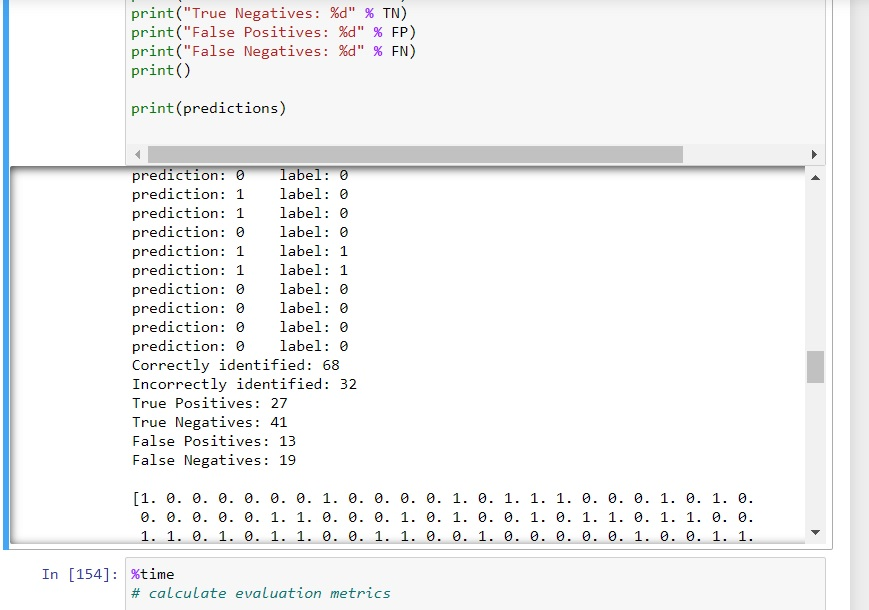 print("True Negatives: %d" % TN)
print("False Positives: %d" % FP)
print("False Negatives: %d" % FN)
print()
print(predictions)
prediction: 0    label: 0
prediction: 1    label: 0
prediction: 1    label: 0
prediction: 0    label: 0
prediction: 1    label: 1
prediction: 1    label: 1
prediction: 0    label: 0
prediction: 0    label: 0
prediction: 0    label: 0
prediction: 0    label: 0
Correctly identified: 68
Incorrectly identified: 32
True Positives: 27
True Negatives: 41
False Positives: 13
False Negatives: 19
[1. 0. 0. 0. 0. 0. 0. 1. 0. 0. 0. 0. 1. 0. 1. 1. 1. 0. 0. 0. 1. 0. 1. 0.
0. 0. 0. 0. 0. 1. 1. 0. 0. 0. 1. 0. 1. 0. 0. 1. 0. 1. 1. 0. 1. 1. 0. 0.
1. 1. 0. 1. 0. 1. 1. 0. 0. 1. 1. 0. 0. 1. 0. 0. 0. 0. 0. 1. 0. 0. 1. 1.
In [154]: %time
# calculate evaluation metrics